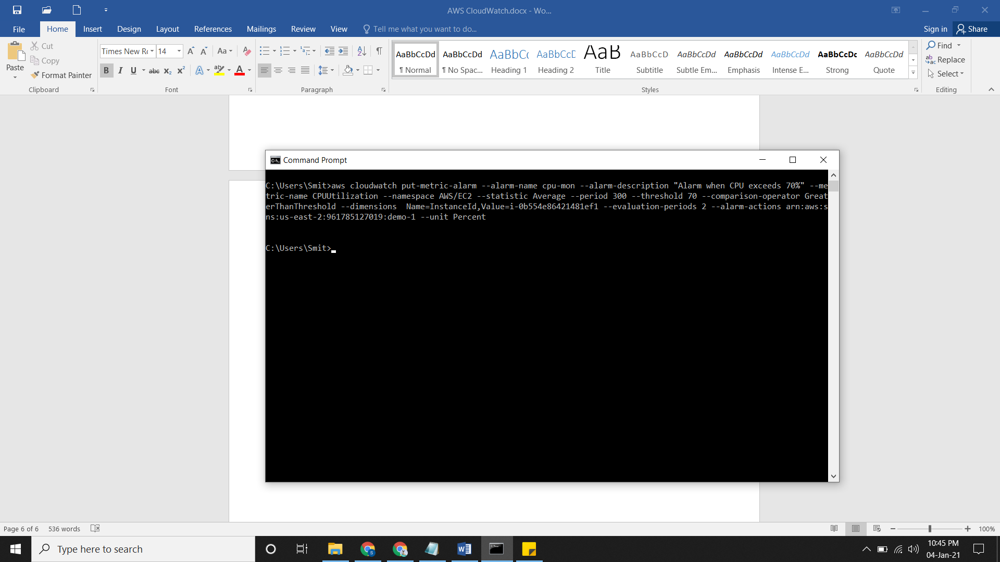 AWS CloudWatch.docx - Wo...
File Home Insert Design Layout References Mailings Review View Tell me what you want to do... Sign in Share
Paste
Cut
Copy
Format Painter
Clipboard
Times New Ro 14 Aa
B I U abc x₂ x² A ab A
Font
Paragraph
AaBbCcDd AaBbCcDd AaBbCc AaBbCcD AaB AaBbCcD AaBbCcDd AaBbCcDd AaBbCcDd AaBbCcDc AaBbCcDd
¶ Normal ¶ No Spac... Heading 1 Heading 2 Title Subtitle Subtle Em... Emphasis Intense E... Strong Quote
Styles
Find
Replace
Select
Editing
Command Prompt
C:\Users\Smit>aws cloudwatch put-metric-alarm --alarm-name cpu-mon --alarm-description "Alarm when CPU exceeds 70%" --me
tric-name CPUUtilization --namespace AWS/EC2 --statistic Average --period 300 --threshold 70 --comparison-operator Great
erThanThreshold --dimensions  Name=InstanceId,Value=i-0b554e86421481ef1 --evaluation-periods 2 --alarm-actions arn:aws:s
ns:us-east-2:961785127019:demo-1 --unit Percent
C:\Users\Smit>
Page 6 of 6 536 words 100%
Type here to search
10:45 PM
04-Jan-21